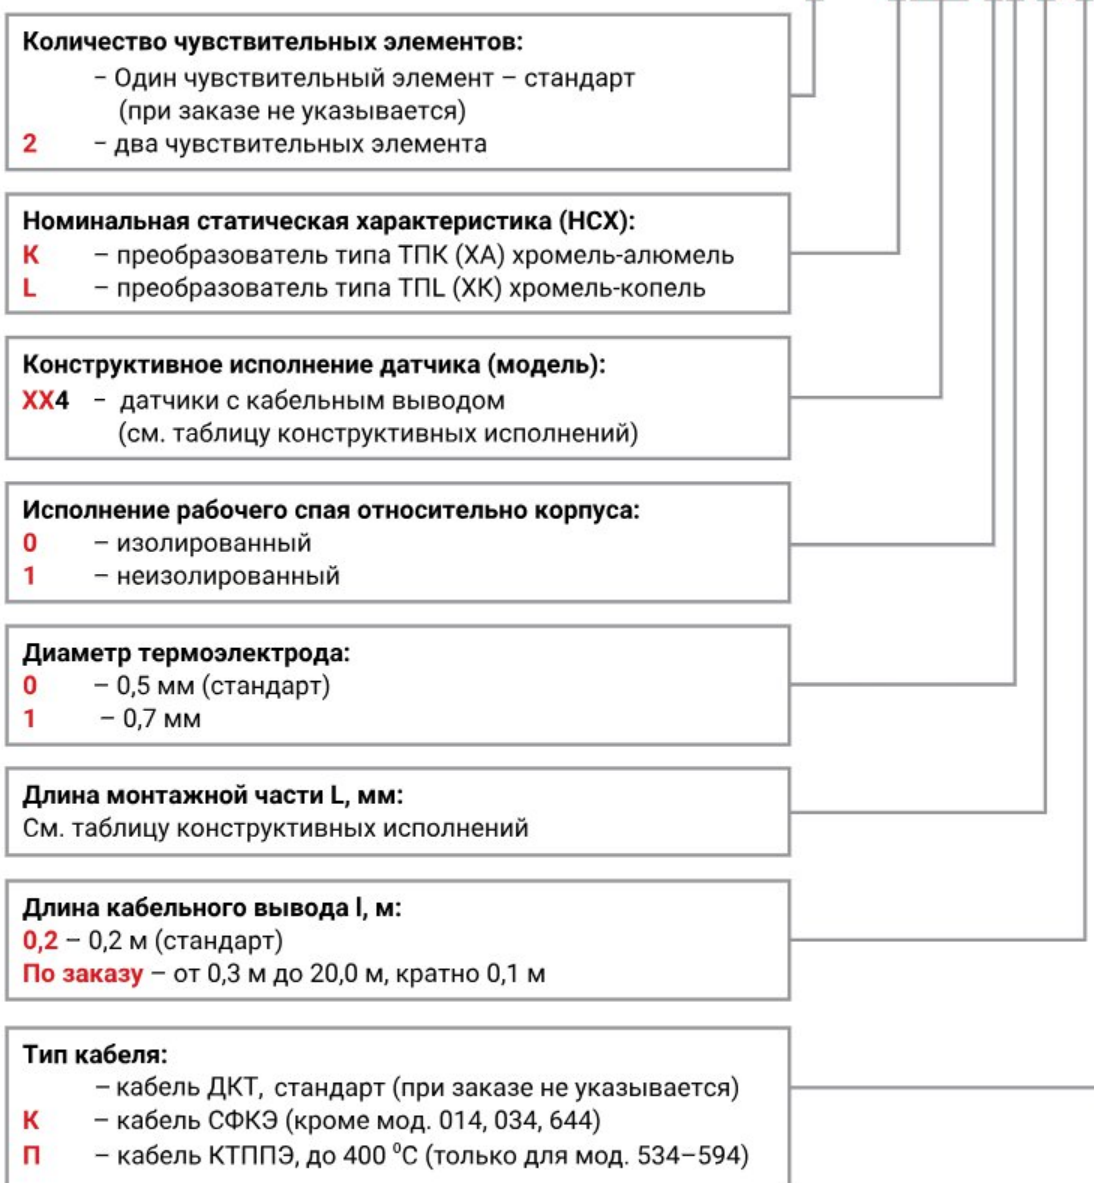 Количество чувствительных элементов:
– Один чувствительный элемент – стандарт
(при заказе не указывается)
2 – два чувствительных элемента
Номинальная статическая характеристика (НСХ):
К – преобразователь типа ТПК (ХА) хромель-алюмель
L – преобразователь типа ТПL (ХК) хромель-копель
Конструктивное исполнение датчика (модель):
ХХ4 – датчики с кабельным выводом
(см. таблицу конструктивных исполнений)
Исполнение рабочего спая относительно корпуса:
0 – изолированный
1 – неизолированный
Диаметр термоэлектрода:
0 – 0,5 мм (стандарт)
1 – 0,7 мм
Длина монтажной части L, мм:
См. таблицу конструктивных исполнений
Длина кабельного вывода l, м:
0,2 – 0,2 м (стандарт)
По заказу – от 0,3 м до 20,0 м, кратно 0,1 м
Тип кабеля:
– кабель ДКТ, стандарт (при заказе не указывается)
К – кабель СФКЭ (кроме мод. 014, 034, 644)
П – кабель КТППЭ, до 400 ⁰С (только для мод. 534–594)